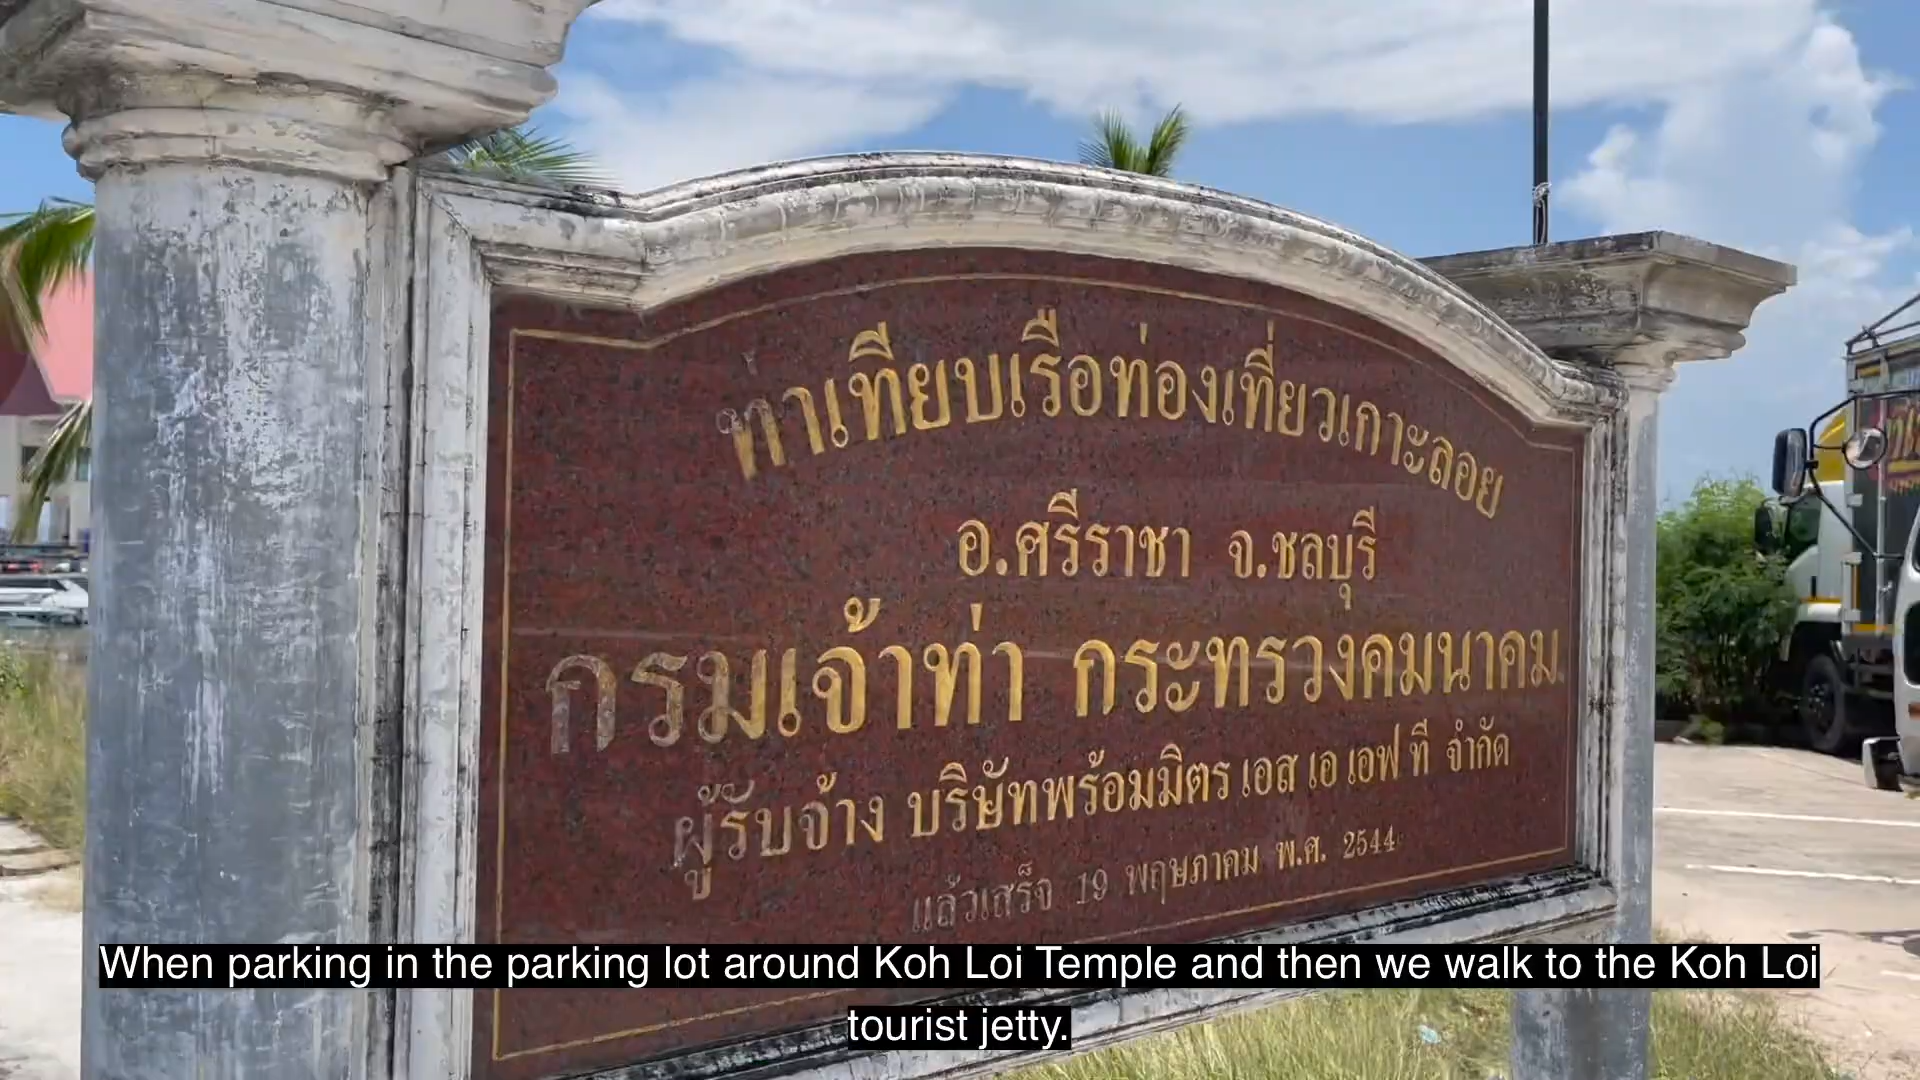 ท่าเทียบเรือท่องเที่ยวเกาะลอย
อ.ศรีราชา จ.ชลบุรี
กรมเจ้าท่า กระทรวงคมนาคม
ผู้รับจ้าง บริษัทพร้อมมิตร เอส เอ เอฟ ที จำกัด
แล้วเสร็จ 19 พฤษภาคม พ.ศ. 2544
When parking in the parking lot around Koh Loi Temple and then we walk to the Koh Loi
tourist jetty.